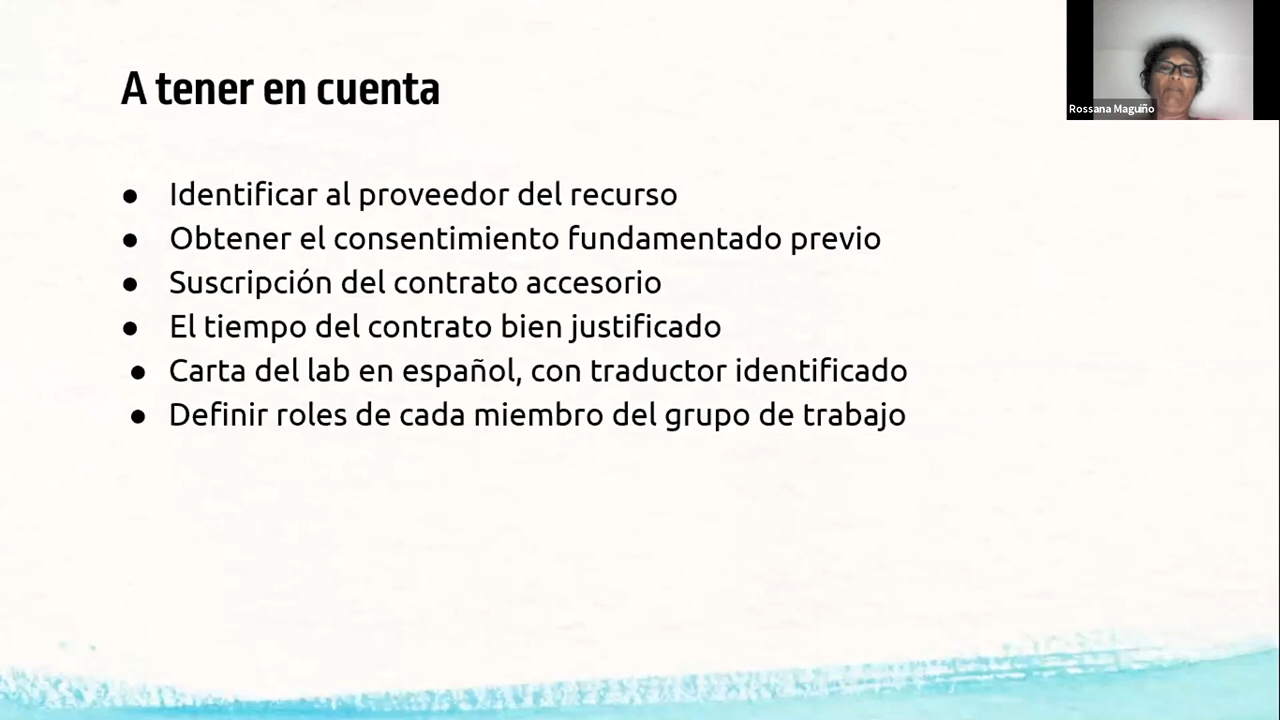 A tener en cuenta
Rossana Maguiño
● Identificar al proveedor del recurso
● Obtener el consentimiento fundamentado previo
● Suscripción del contrato accesorio
● El tiempo del contrato bien justificado
● Carta del lab en español, con traductor identificado
● Definir roles de cada miembro del grupo de trabajo